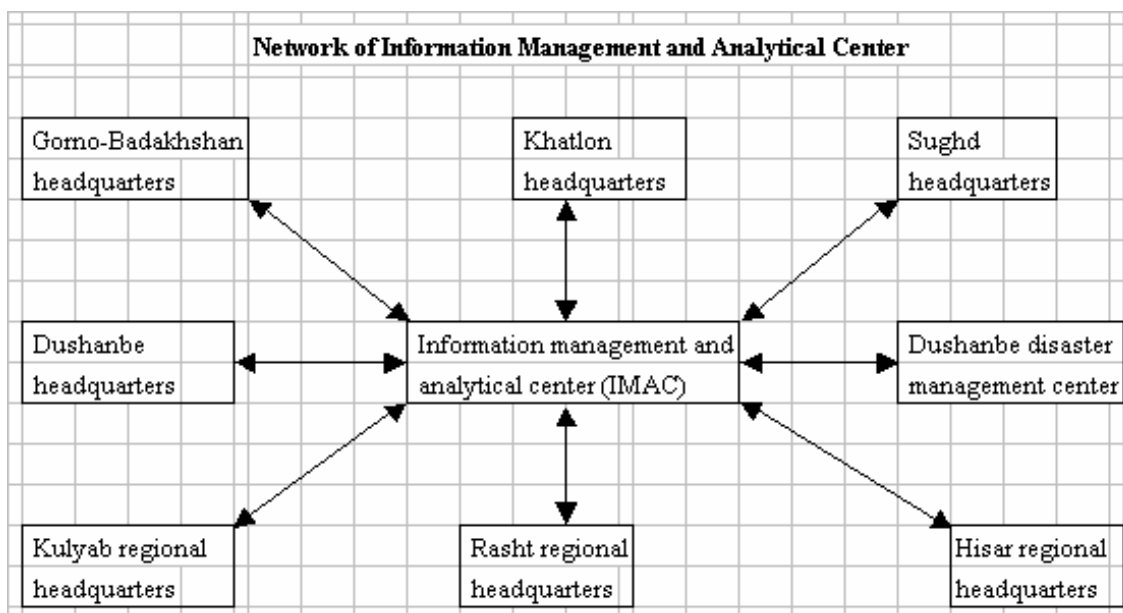 Network of Information Management and Analytical Center
Gorno-Badakhshan
headquarters
Khatlon
headquarters
Sughd
headquarters
Dushanbe
headquarters
Information management and
analytical center (IMAC)
Dushanbe disaster
management center
Kulyab regional
headquarters
Rasht regional
headquarters
Hisar regional
headquarters